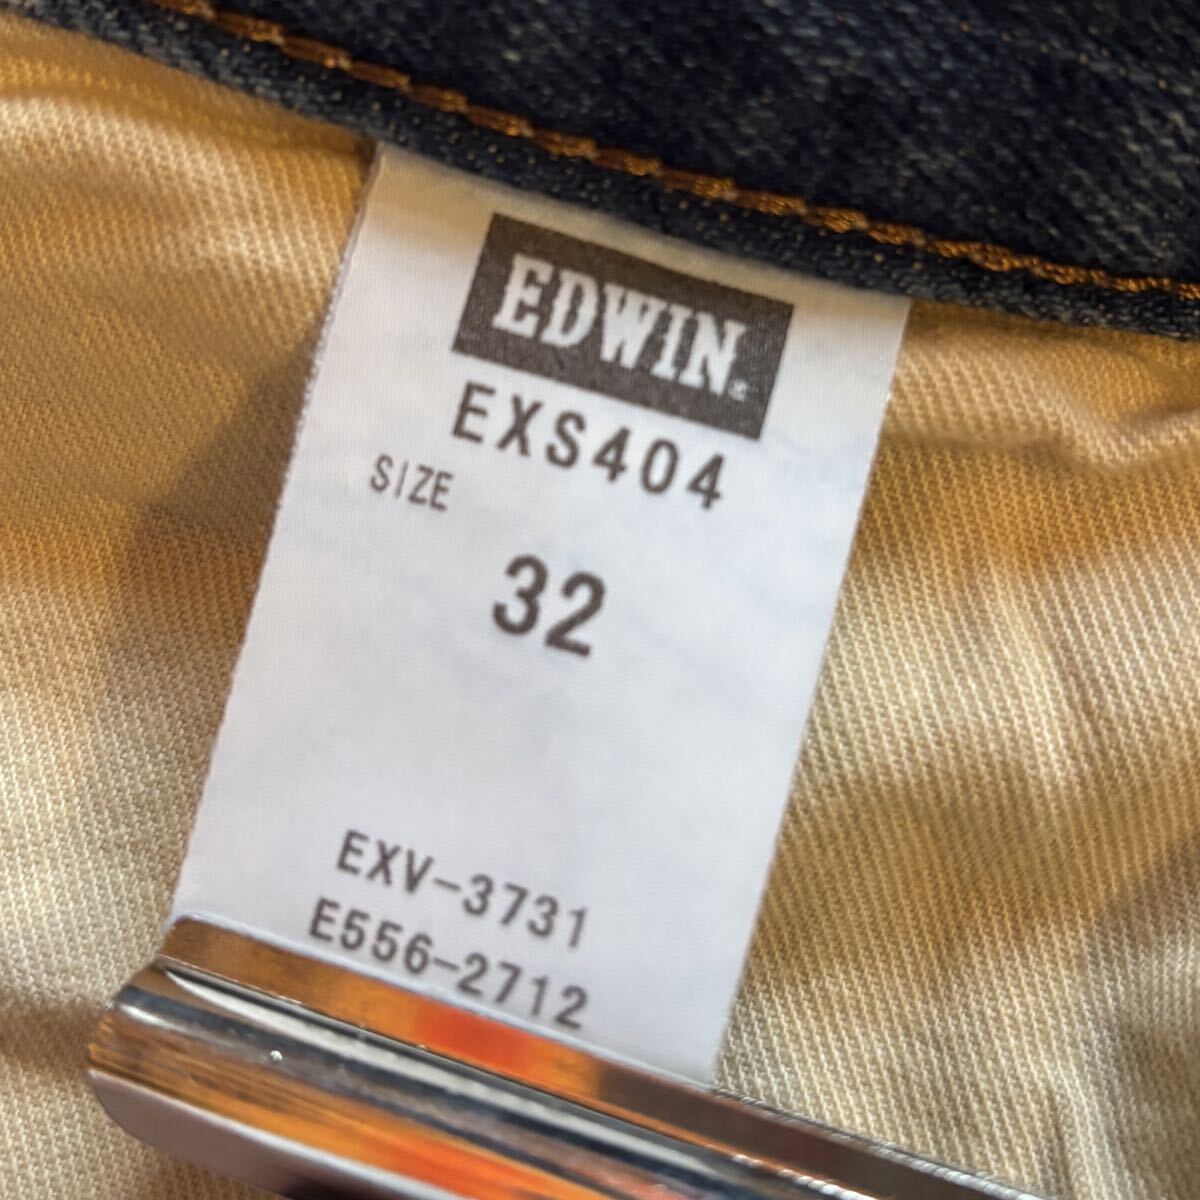 EDWIN
EXS404
SIZE
32
EXV-3731
E556-2712